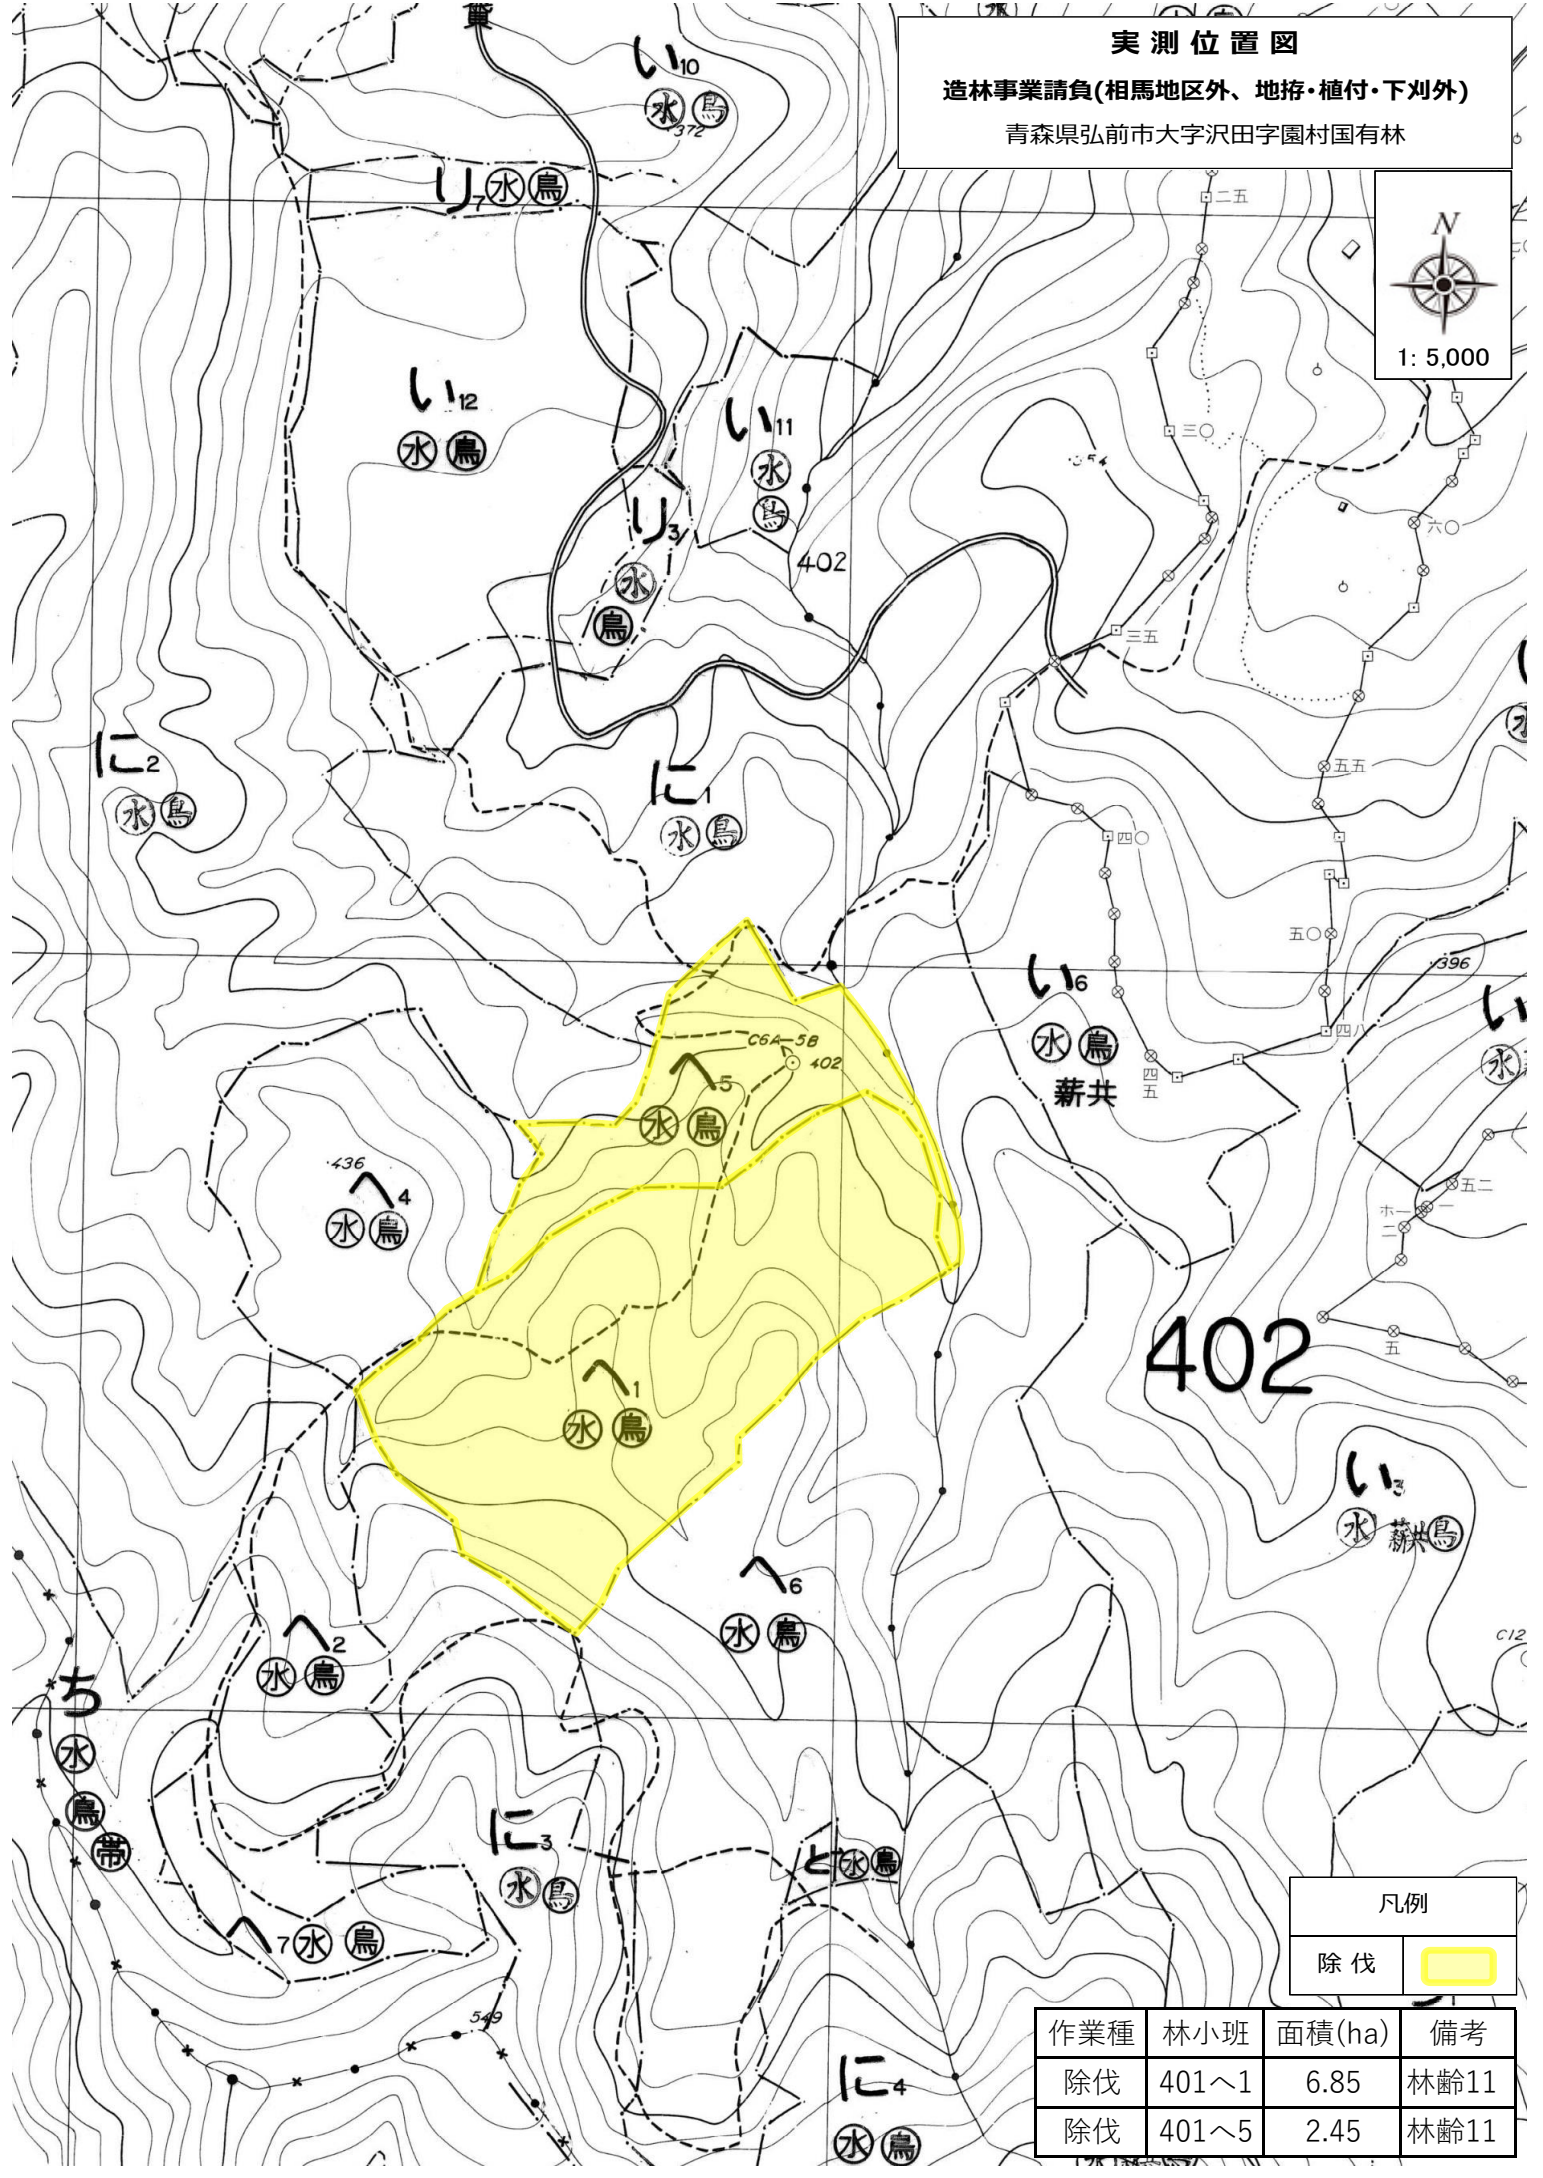 実測位置図
造林事業請負(相馬地区外、地拵・植付・下刈外)
青森県弘前市大字沢田字園村国有林
N
1: 5,000
い10
水 鳥
372
り7 水 鳥
二五
い12
水 鳥
い11
水
鳥
三〇
り3
水
鳥
402
六〇
三五
に2
水 鳥
に1
水 鳥
五五
四〇
五〇
396
い6
水 鳥
薪共
四八
四五
C6A-5B
402
へ5
水 鳥
436
へ4
水 鳥
五二
ホ一
一
二
402
五
へ1
水 鳥
い3
水 薪共 鳥
へ6
水 鳥
へ2
水 鳥
C12
ち
水
鳥
帯
に3
水 鳥
と 水 鳥
へ7 水 鳥
549
に4
水 鳥
凡例
除伐
作業種 林小班 面積(ha) 備考
除伐 401へ1 6.85 林齢11
除伐 401へ5 2.45 林齢11